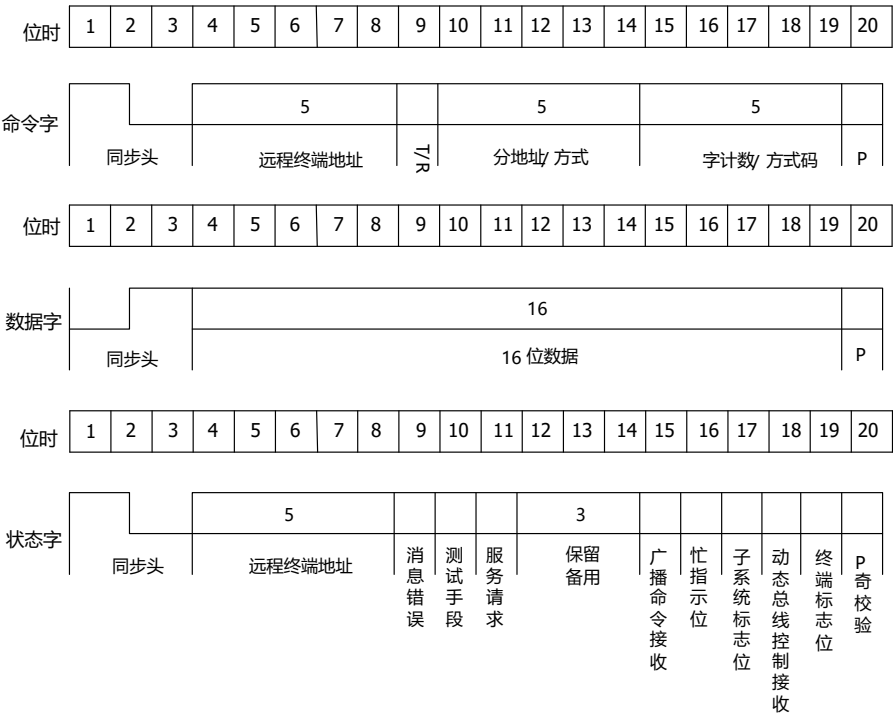 位时 1 2 3 4 5 6 7 8 9 10 11 12 13 14 15 16 17 18 19 20
命令字
5 5 5
同步头 远程终端地址 T/R 分地址/ 方式 字计数/ 方式码 P
位时 1 2 3 4 5 6 7 8 9 10 11 12 13 14 15 16 17 18 19 20
数据字
16
同步头 16 位数据 P
位时 1 2 3 4 5 6 7 8 9 10 11 12 13 14 15 16 17 18 19 20
状态字
5 3
同步头
远程终端地址
消息错误
测试手段
服务请求
保留
备用
广播命令接收
忙指示位
子系统标志位
动态总线控制接收
终端标志位
P奇校验